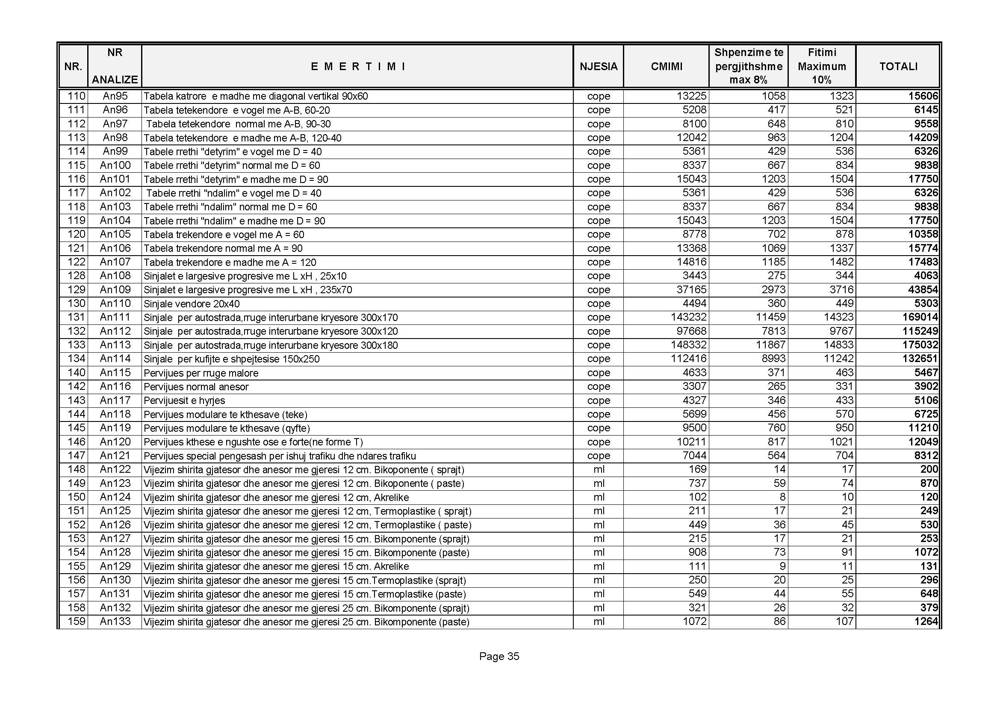 NR. NR ANALIZE E M E R T I M I NJESIA CMIMI Shpenzime te pergjithshme max 8% Fitimi Maximum 10% TOTALI
110 An95 Tabela katrore e madhe me diagonal vertikal 90x60 cope 13225 1058 1323 15606
111 An96 Tabela tetekendore e vogel me A-B, 60-20 cope 5208 417 521 6145
112 An97 Tabela tetekendore normal me A-B, 90-30 cope 8100 648 810 9558
113 An98 Tabela tetekendore e madhe me A-B, 120-40 cope 12042 963 1204 14209
114 An99 Tabele rrethi "detyrim" e vogel me D = 40 cope 5361 429 536 6326
115 An100 Tabele rrethi "detyrim" normal me D = 60 cope 8337 667 834 9838
116 An101 Tabele rrethi "detyrim" e madhe me D = 90 cope 15043 1203 1504 17750
117 An102 Tabele rrethi "ndalim" e vogel me D = 40 cope 5361 429 536 6326
118 An103 Tabele rrethi "ndalim" normal me D = 60 cope 8337 667 834 9838
119 An104 Tabele rrethi "ndalim" e madhe me D = 90 cope 15043 1203 1504 17750
120 An105 Tabela trekendore e vogel me A = 60 cope 8778 702 878 10358
121 An106 Tabela trekendore normal me A = 90 cope 13368 1069 1337 15774
122 An107 Tabela trekendore e madhe me A = 120 cope 14816 1185 1482 17483
128 An108 Sinjalet e largesive progresive me L xH , 25x10 cope 3443 275 344 4063
129 An109 Sinjalet e largesive progresive me L xH , 235x70 cope 37165 2973 3716 43854
130 An110 Sinjale vendore 20x40 cope 4494 360 449 5303
131 An111 Sinjale per autostrada,rruge interurbane kryesore 300x170 cope 143232 11459 14323 169014
132 An112 Sinjale per autostrada,rruge interurbane kryesore 300x120 cope 97668 7813 9767 115249
133 An113 Sinjale per autostrada,rruge interurbane kryesore 300x180 cope 148332 11867 14833 175032
134 An114 Sinjale per kufijte e shpejtesise 150x250 cope 112416 8993 11242 132651
140 An115 Pervijues per rruge malore cope 4633 371 463 5467
142 An116 Pervijues normal anesor cope 3307 265 331 3902
143 An117 Pervijuesit e hyrjes cope 4327 346 433 5106
144 An118 Pervijues modulare te kthesave (teke) cope 5699 456 570 6725
145 An119 Pervijues modulare te kthesave (qyfte) cope 9500 760 950 11210
146 An120 Pervijues kthese e ngushte ose e forte(ne forme T) cope 10211 817 1021 12049
147 An121 Pervijues special pengesash per ishuj trafiku dhe ndares trafiku cope 7044 564 704 8312
148 An122 Vijezim shirita gjatesor dhe anesor me gjeresi 12 cm. Bikoponente ( sprajt) ml 169 14 17 200
149 An123 Vijezim shirita gjatesor dhe anesor me gjeresi 12 cm. Bikoponente ( paste) ml 737 59 74 870
150 An124 Vijezim shirita gjatesor dhe anesor me gjeresi 12 cm, Akrelike ml 102 8 10 120
151 An125 Vijezim shirita gjatesor dhe anesor me gjeresi 12 cm, Termoplastike ( sprajt) ml 211 17 21 249
152 An126 Vijezim shirita gjatesor dhe anesor me gjeresi 12 cm, Termoplastike ( paste) ml 449 36 45 530
153 An127 Vijezim shirita gjatesor dhe anesor me gjeresi 15 cm. Bikomponente (sprajt) ml 215 17 21 253
154 An128 Vijezim shirita gjatesor dhe anesor me gjeresi 15 cm. Bikomponente (paste) ml 908 73 91 1072
155 An129 Vijezim shirita gjatesor dhe anesor me gjeresi 15 cm. Akrelike ml 111 9 11 131
156 An130 Vijezim shirita gjatesor dhe anesor me gjeresi 15 cm.Termoplastike (sprajt) ml 250 20 25 296
157 An131 Vijezim shirita gjatesor dhe anesor me gjeresi 15 cm.Termoplastike (paste) ml 549 44 55 648
158 An132 Vijezim shirita gjatesor dhe anesor me gjeresi 25 cm. Bikomponente (sprajt) ml 321 26 32 379
159 An133 Vijezim shirita gjatesor dhe anesor me gjeresi 25 cm. Bikomponente (paste) ml 1072 86 107 1264
Page 35